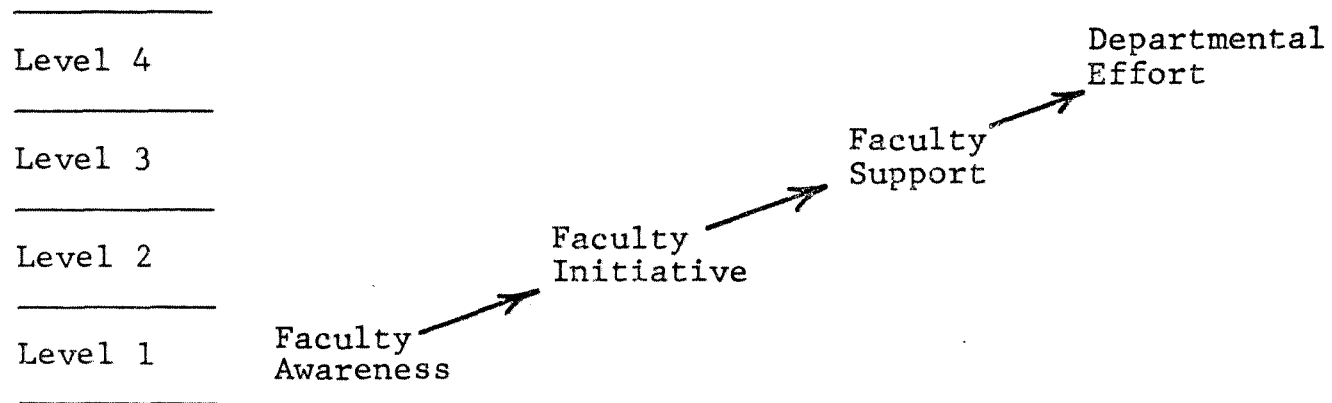 Departmental
Level 4
Effort
Faculty
Level 3
Support
Faculty
Level 2
Initiative
Faculty
Level 1
Awareness